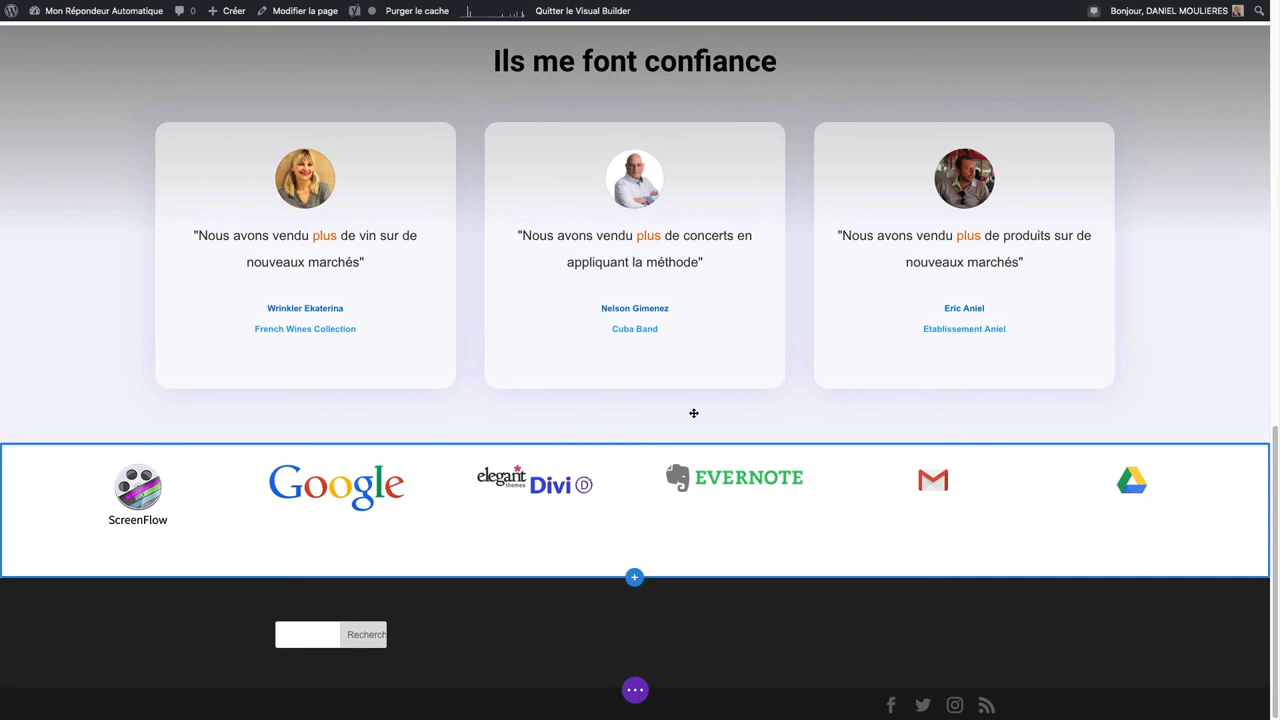 Mon Répondeur Automatique 0 Créer Modifier la page Purger le cache Quitter le Visual Builder Bonjour, DANIEL MOULIERES
Ils me font confiance
"Nous avons vendu plus de vin sur de
nouveaux marchés"
Wrinkler Ekaterina
French Wines Collection
"Nous avons vendu plus de concerts en
appliquant la méthode"
Nelson Gimenez
Cuba Band
"Nous avons vendu plus de produits sur de
nouveaux marchés"
Eric Aniel
Etablissement Aniel
ScreenFlow
Google
elegant themes Divi D
EVERNOTE
Recherch